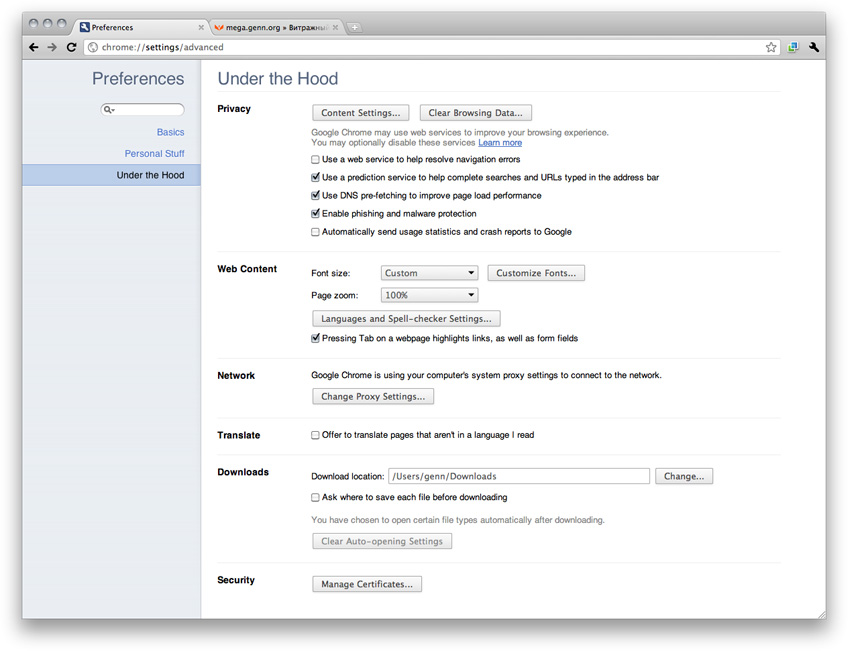 Preferences
mega.genn.org » Витражный
chrome://settings/advanced
Preferences
Basics
Personal Stuff
Under the Hood
Under the Hood
Privacy
Content Settings...
Clear Browsing Data...
Google Chrome may use web services to improve your browsing experience.
You may optionally disable these services Learn more
Use a web service to help resolve navigation errors
Use a prediction service to help complete searches and URLs typed in the address bar
Use DNS pre-fetching to improve page load performance
Enable phishing and malware protection
Automatically send usage statistics and crash reports to Google
Web Content
Font size:
Custom
Customize Fonts...
Page zoom:
100%
Languages and Spell-checker Settings...
Pressing Tab on a webpage highlights links, as well as form fields
Network
Google Chrome is using your computer's system proxy settings to connect to the network.
Change Proxy Settings...
Translate
Offer to translate pages that aren't in a language I read
Downloads
Download location:
/Users/genn/Downloads
Change...
Ask where to save each file before downloading
You have chosen to open certain file types automatically after downloading.
Clear Auto-opening Settings
Security
Manage Certificates...